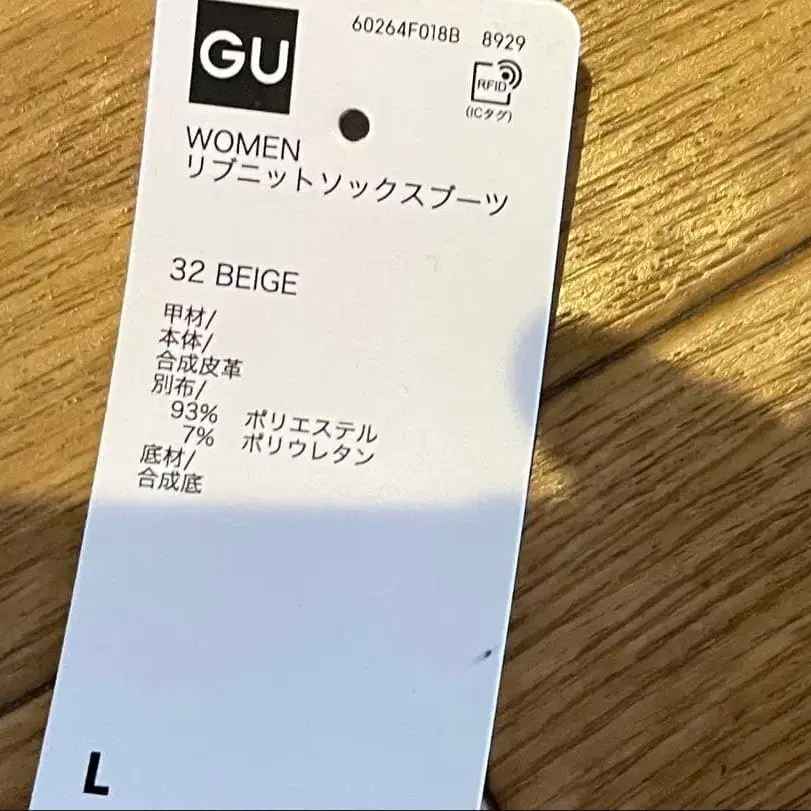 GU
60264F018B 8929
RFID
(ICタグ)
WOMEN
リブニットソックスブーツ
32 BEIGE
甲材/
本体/
合成皮革
別布/
93% ポリエステル
7% ポリウレタン
底材/
合成底
L